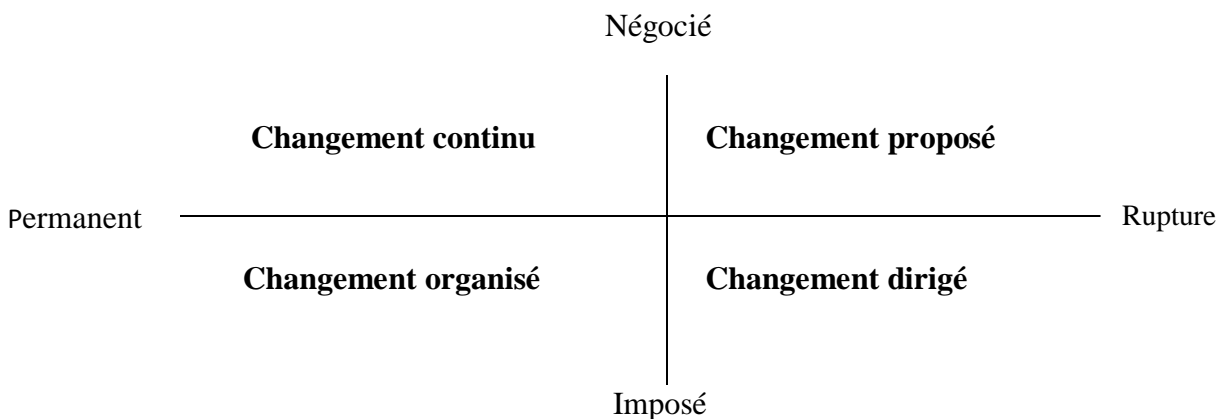 Négocié
Changement continu
Changement proposé
Permanent
Rupture
Changement organisé
Changement dirigé
Imposé